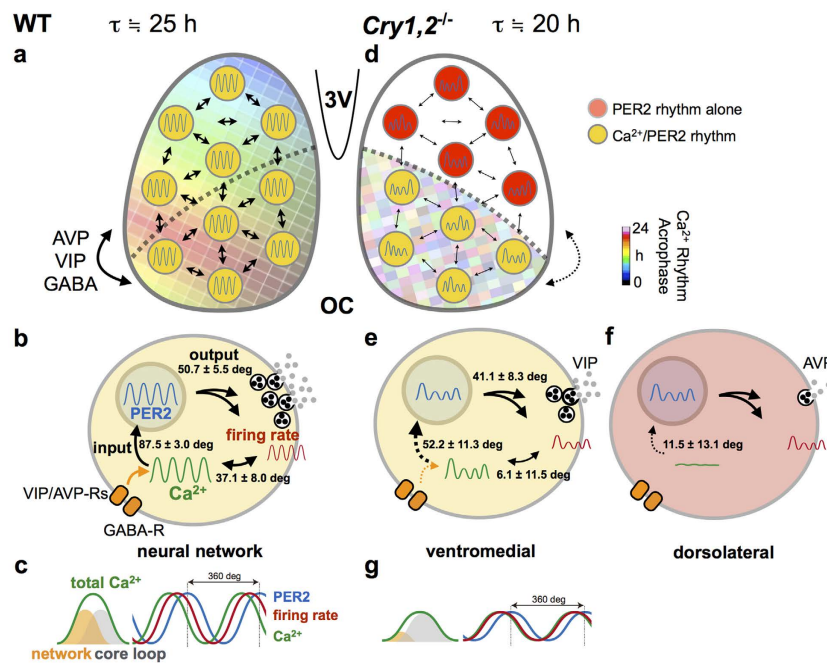 WT τ ≒ 25 h Cry1,2-/- τ ≒ 20 h
a
d
3V
PER2 rhythm alone
Ca2+/PER2 rhythm
AVP
VIP
GABA
24
h
0
Ca2+ Rhythm
Acrophase
OC
b
output
50.7 ± 5.5 deg
PER2
firing rate
input
87.5 ± 3.0 deg
37.1 ± 8.0 deg
Ca2+
VIP/AVP-Rs
GABA-R
neural network
e
VIP
41.1 ± 8.3 deg
52.2 ± 11.3 deg
6.1 ± 11.5 deg
ventromedial
f
AVP
11.5 ± 13.1 deg
dorsolateral
c
total Ca2+
360 deg
PER2
firing rate
Ca2+
network core loop
g
360 deg